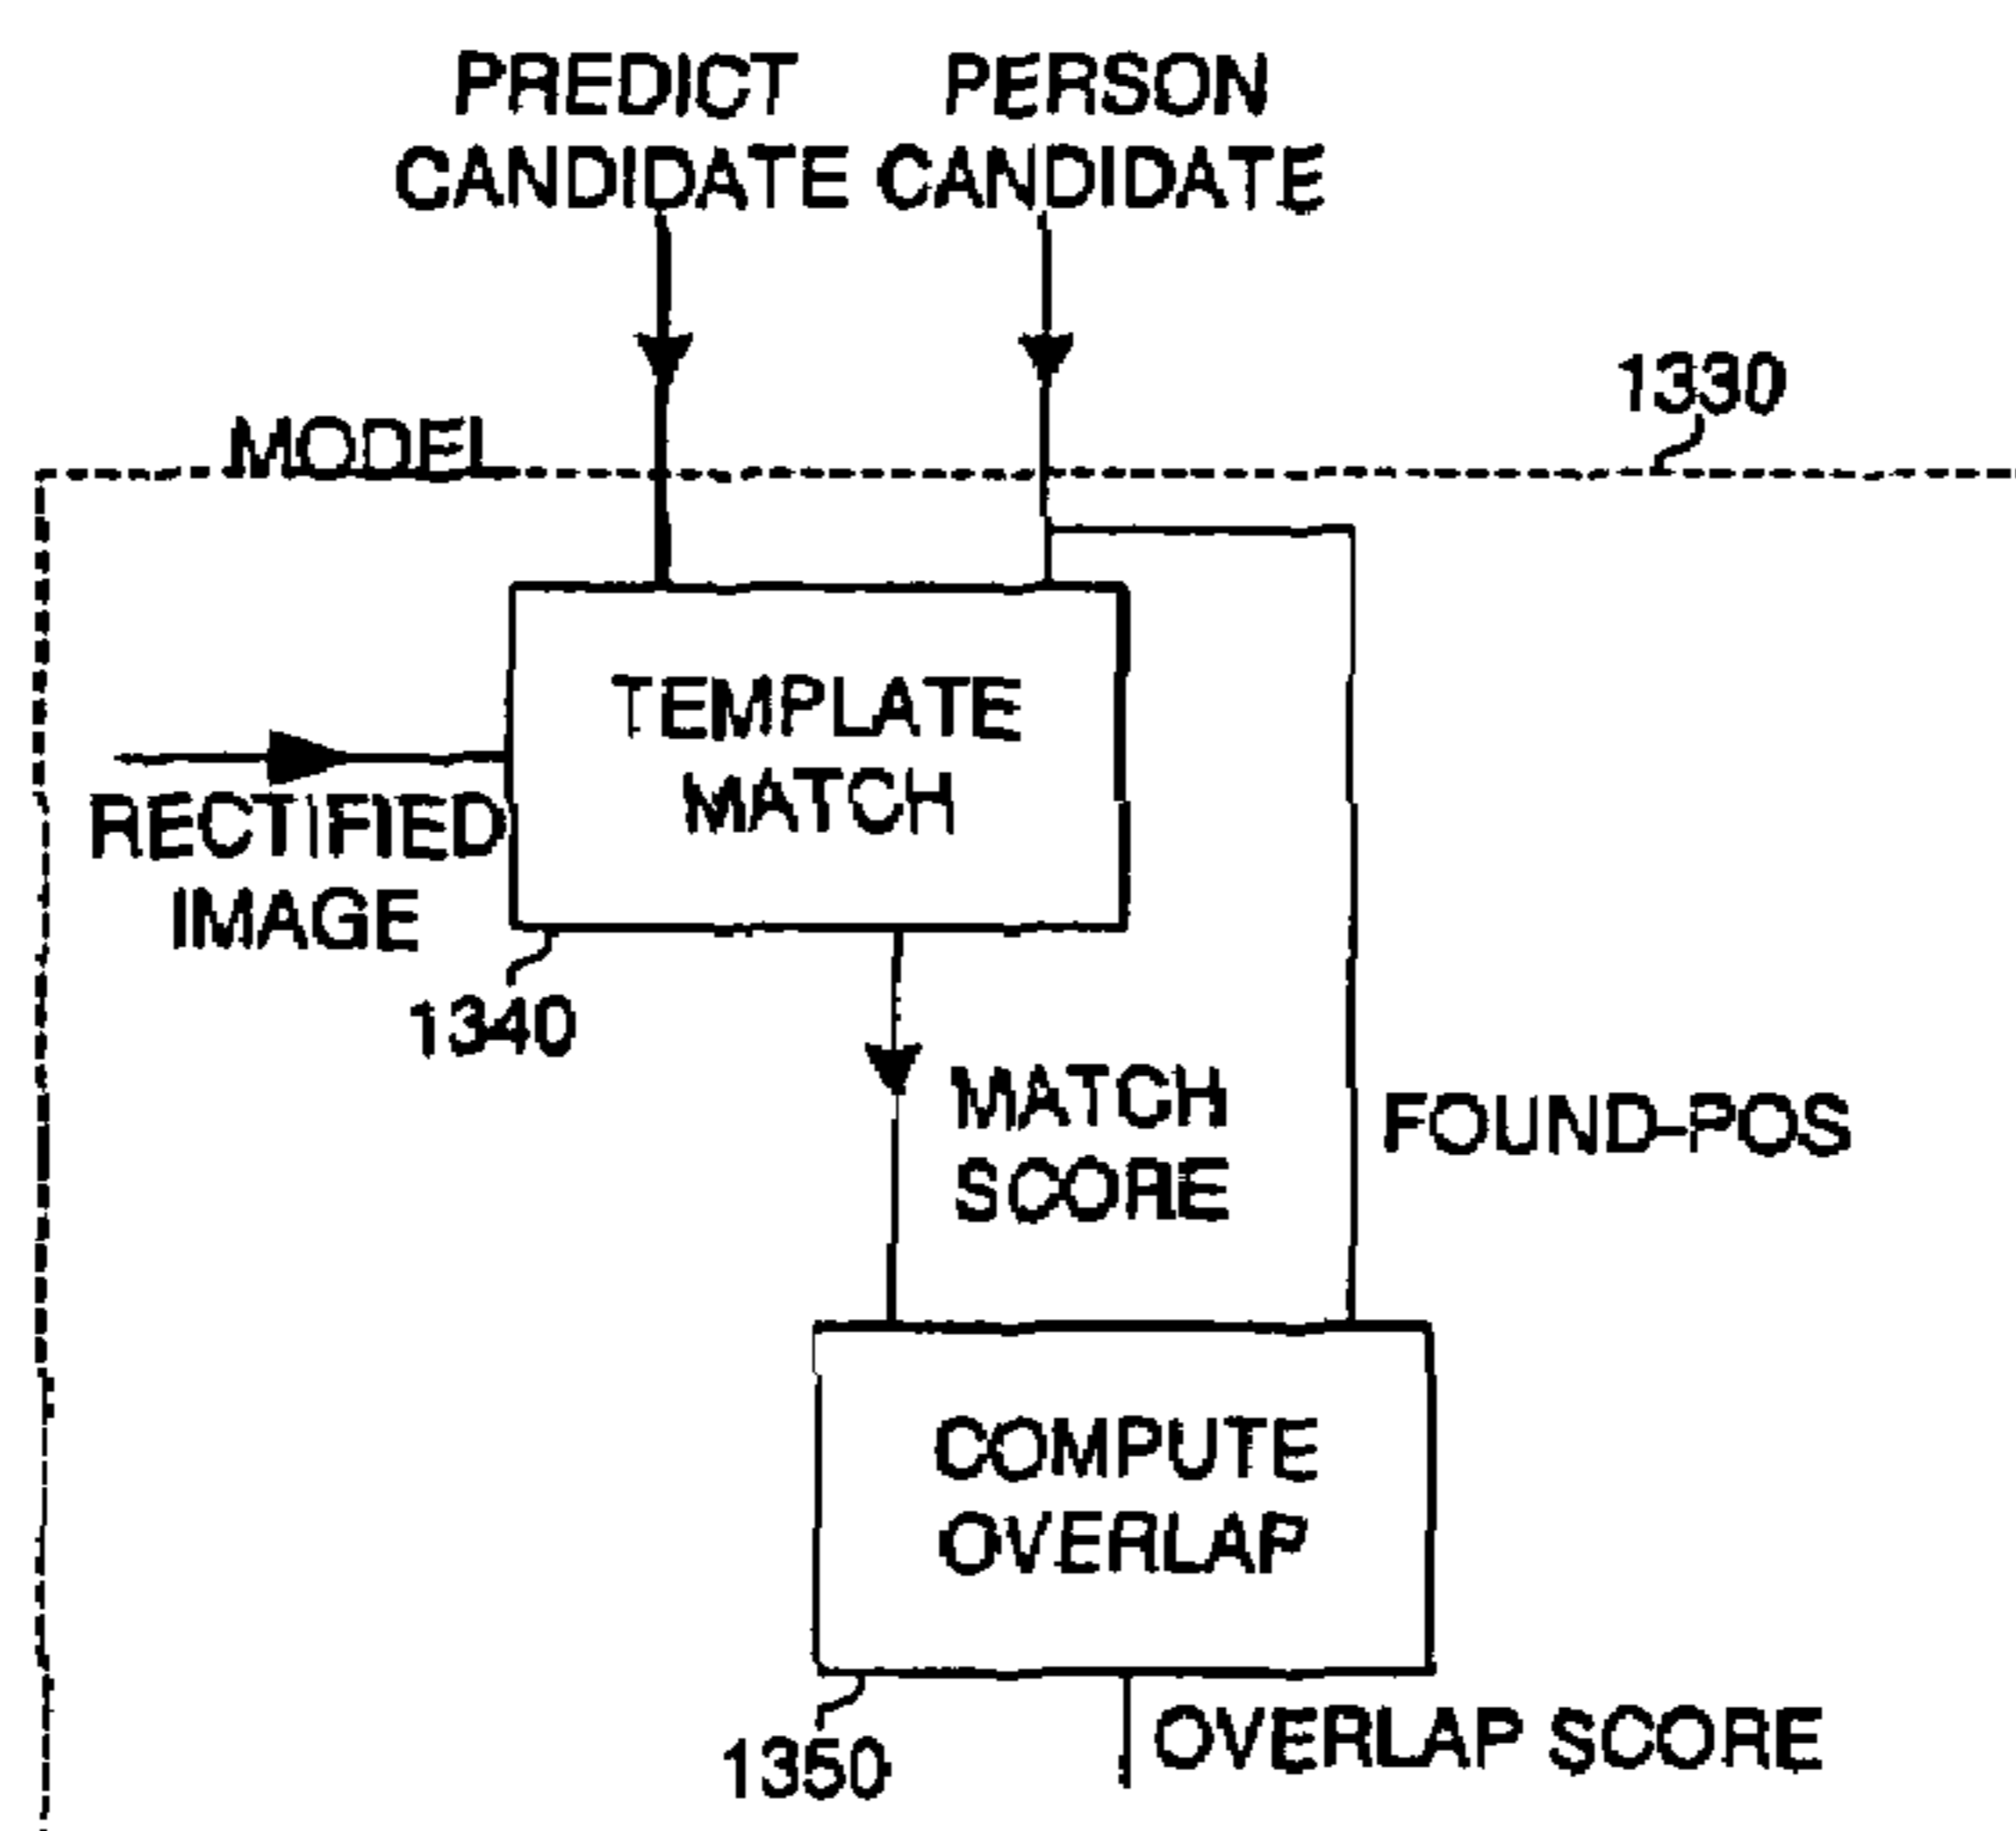 PREDICT
CANDIDATE
PERSON
CANDIDATE
1330
MODEL
TEMPLATE
MATCH
RECTIFIED
IMAGE
1340
MATCH
SCORE
FOUND-POS
COMPUTE
OVERLAP
1350
OVERLAP SCORE